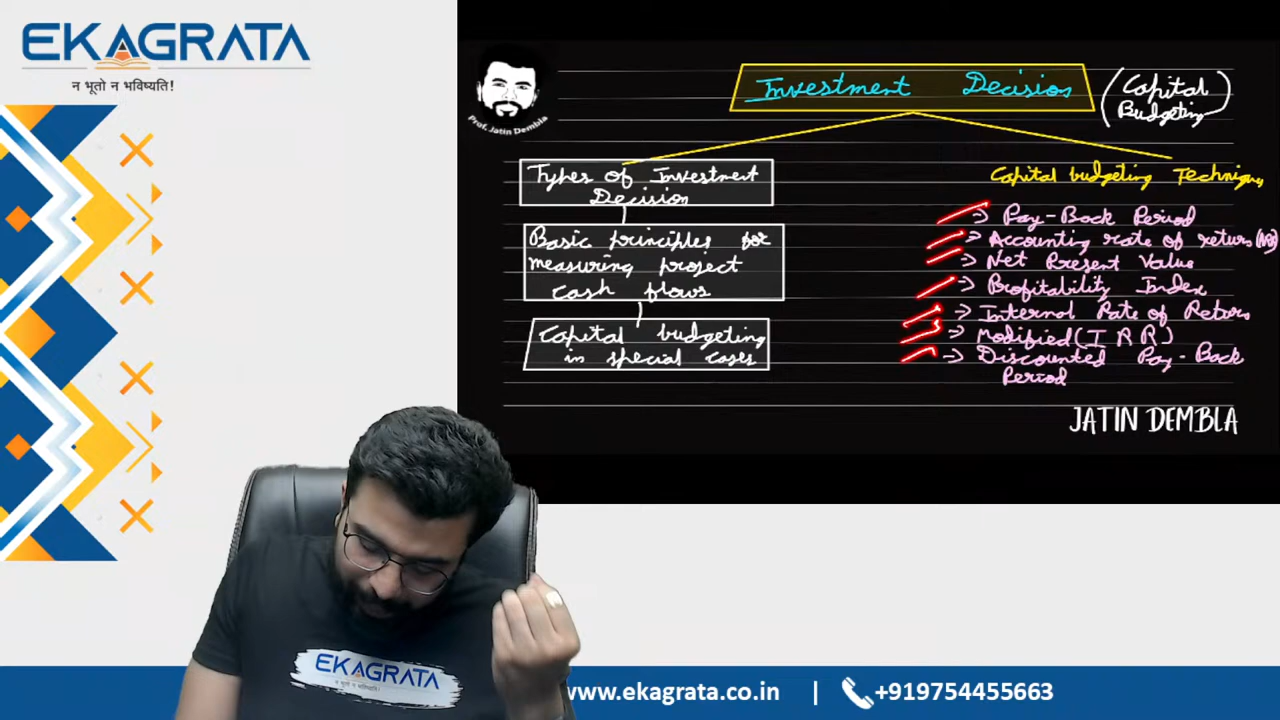 EKAGRATA
न भूतो न भविष्यति!
Prof. Jatin Dembla
Investment Decision
(Capital
Budgeting)
Types of Investment
Decision
Basic principles for
measuring project
cash flows
Capital budgeting
in special cases
Capital budgeting Techniques
→ Pay-Back Period
→ Accounting rate of return
→ Net Present Value
→ Profitability Index
→ Internal Rate of Return
→ Modified (I R R)
→ Discounted Pay-Back
Period
JATIN DEMBLA
EKAGRATA
न भूतो न भविष्यति!
www.ekagrata.co.in | +919754455663